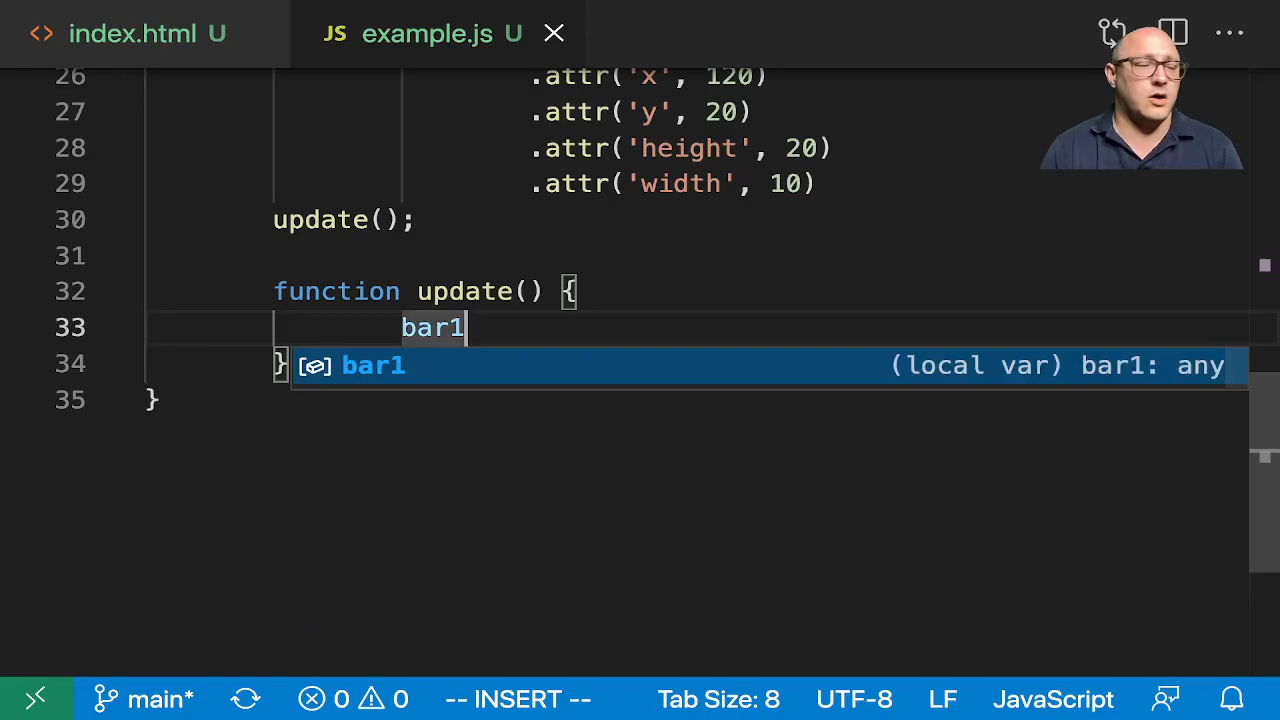 index.html U JS example.js U
26 .attr('x', 120)
27 .attr('y', 20)
28 .attr('height', 20)
29 .attr('width', 10)
30 update();
31
32 function update() {
33 bar1
34 } bar1 (local var) bar1: any
35 }
main* 0 0 -- INSERT -- Tab Size: 8 UTF-8 LF JavaScript